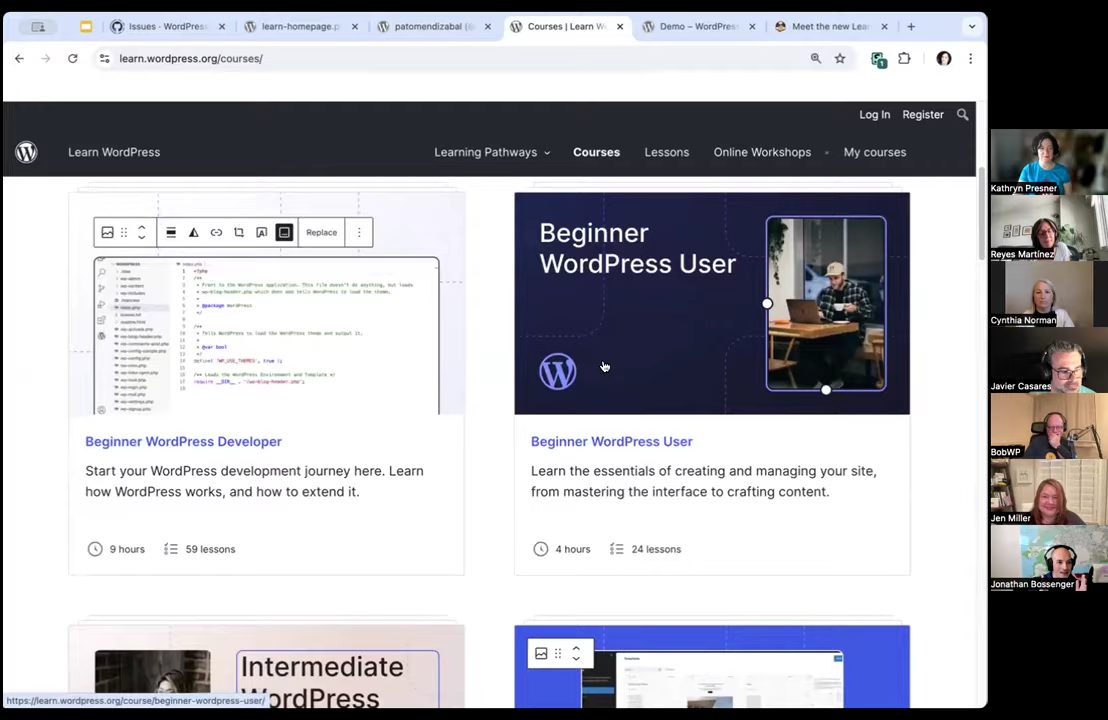 Issues · WordPress
learn-homepage.p
patomendizabal (@
Courses | Learn W
Demo – WordPress
Meet the new Lear
learn.wordpress.org/courses/
1
Log In
Register
Learn WordPress
Learning Pathways
Courses
Lessons
Online Workshops
My courses
Replace
Beginner
WordPress User
Beginner WordPress Developer
Start your WordPress development journey here. Learn
how WordPress works, and how to extend it.
9 hours
59 lessons
Beginner WordPress User
Learn the essentials of creating and managing your site,
from mastering the interface to crafting content.
4 hours
24 lessons
Intermediate
WordPress
https://learn.wordpress.org/course/beginner-wordpress-user/
Kathryn Presner
Reyes Martínez
Cynthia Norman
Javier Casares
BobWP
Jen Miller
Jonathan Bossenger